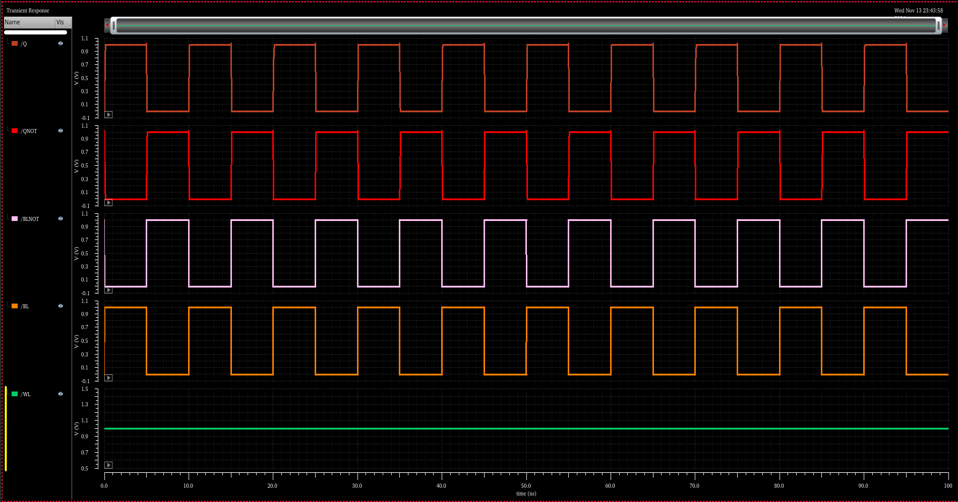 Transient Response
Wed Nov 13 23:43:58
Name Vis
/Q
1.1
0.9
0.7
0.5
0.3
0.1
-0.1
V (V)
/QNOT
1.1
0.9
0.7
0.5
0.3
0.1
-0.1
V (V)
/BLNOT
1.1
0.9
0.7
0.5
0.3
0.1
-0.1
V (V)
/BL
1.1
0.9
0.7
0.5
0.3
0.1
-0.1
V (V)
/WL
1.5
1.3
1.1
0.9
0.7
0.5
V (V)
0.0 10.0 20.0 30.0 40.0 50.0 60.0 70.0 80.0 90.0 100
time (ns)